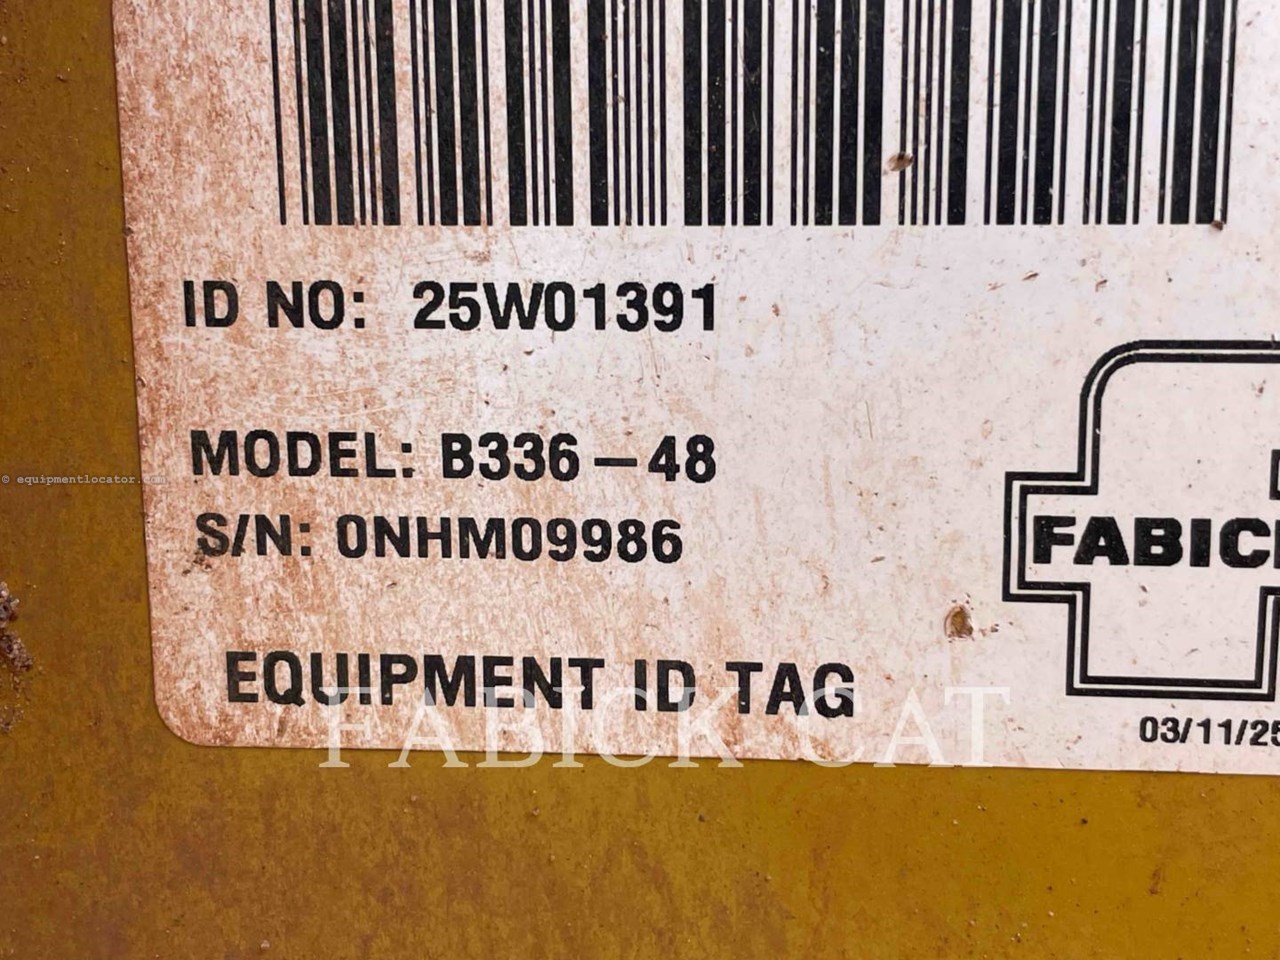 ID NO: 25W01391
MODEL: B336-48
© equipmentlocator.com
S/N: 0NHM09986
FABICK
EQUIPMENT ID TAG
FABICK CAT
03/11/25